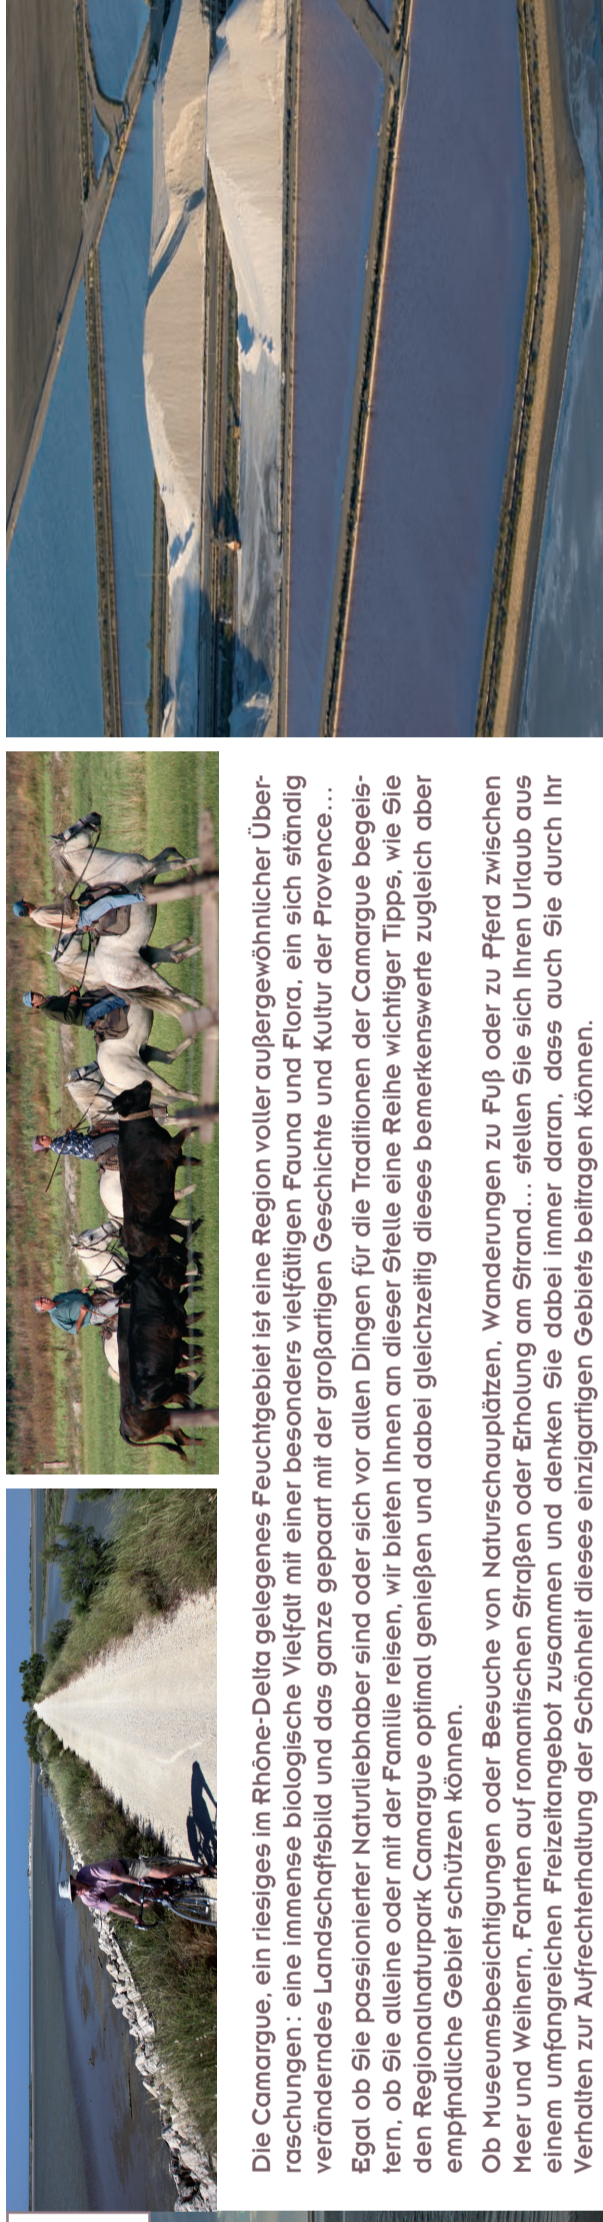 Die Camargue, ein riesiges im Rhône-Delta gelegenes Feuchtgebiet ist eine Region voller außergewöhnlicher Über-
raschungen : eine immense biologische Vielfalt mit einer besonders vielfältigen Fauna und Flora, ein sich ständig
veränderndes Landschaftsbild und das ganze gepaart mit der großartigen Geschichte und Kultur der Provence...
Egal ob Sie passionierter Naturliebhaber sind oder sich vor allen Dingen für die Traditionen der Camargue begeis-
tern, ob Sie alleine oder mit der Familie reisen, wir bieten Ihnen an dieser Stelle eine Reihe wichtiger Tipps, wie Sie
den Regionalnaturpark Camargue optimal genießen und dabei gleichzeitig dieses bemerkenswerte zugleich aber
empfindliche Gebiet schützen können.
Ob Museumsbesichtigungen oder Besuche von Naturschauplätzen, Wanderungen zu Fuß oder zu Pferd zwischen
Meer und Weihern, Fahrten auf romantischen Straßen oder Erholung am Strand... stellen Sie sich Ihren Urlaub aus
einem umfangreichen Freizeitangebot zusammen und denken Sie dabei immer daran, dass auch Sie durch Ihr
Verhalten zur Aufrechterhaltung der Schönheit dieses einzigartigen Gebiets beitragen können.